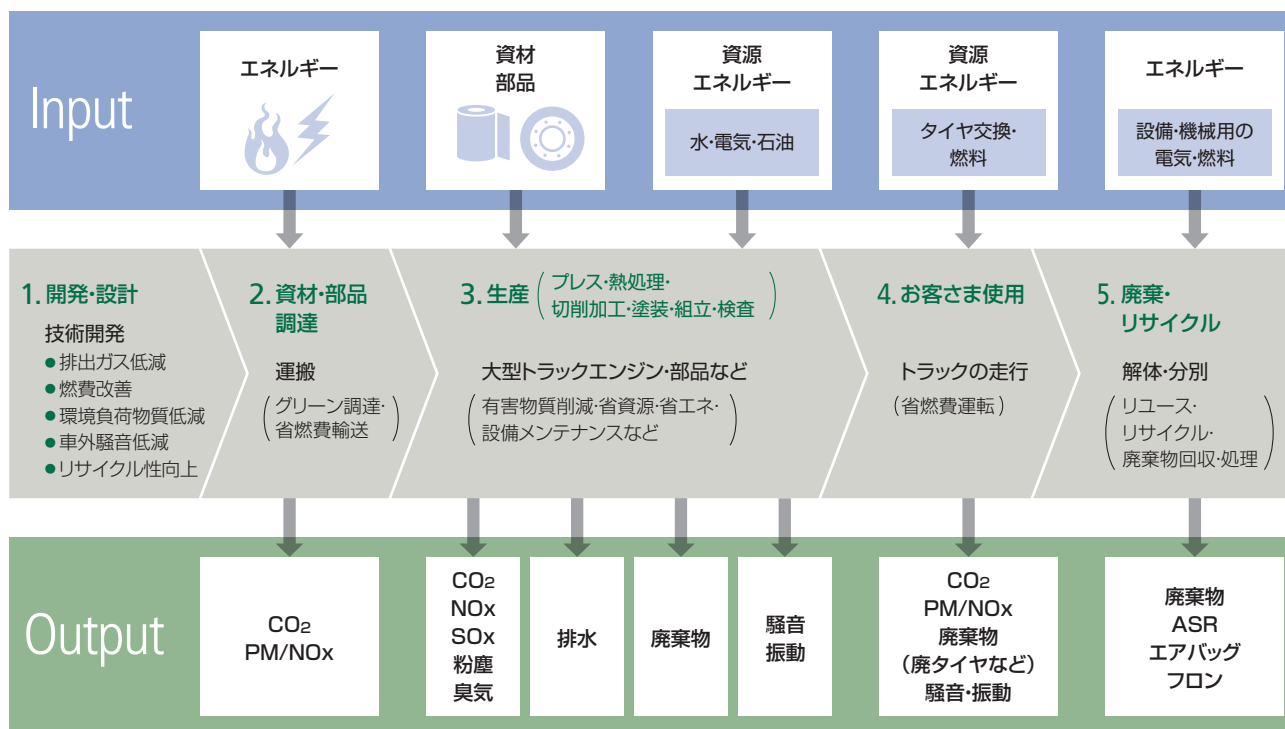 Input
エネルギー
資材
部品
資源
エネルギー
水・電気・石油
資源
エネルギー
タイヤ交換・
燃料
エネルギー
設備・機械用の
電気・燃料
1. 開発・設計
技術開発
●排出ガス低減
●燃費改善
●環境負荷物質低減
●車外騒音低減
●リサイクル性向上
2. 資材・部品
調達
運搬
(グリーン調達・
省燃費輸送)
3. 生産(プレス・熱処理・
切削加工・塗装・組立・検査)
大型トラックエンジン・部品など
(有害物質削減・省資源・省エネ・
設備メンテナンスなど)
4. お客さま使用
トラックの走行
(省燃費運転)
5. 廃棄・
リサイクル
解体・分別
(リユース・
リサイクル・
廃棄物回収・処理)
Output
CO2
PM/NOx
CO2
NOx
SOx
粉塵
臭気
排水
廃棄物
騒音
振動
CO2
PM/NOx
廃棄物
(廃タイヤなど)
騒音・振動
廃棄物
ASR
エアバッグ
フロン